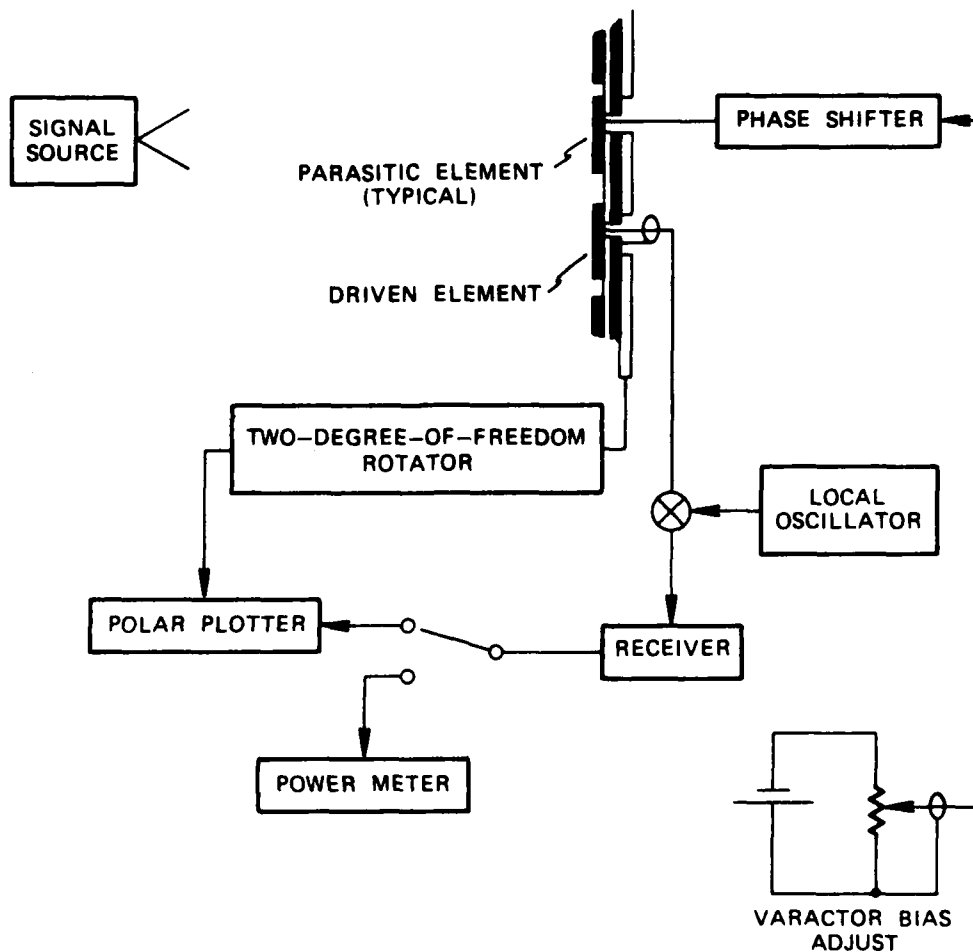 SIGNAL
SOURCE
PHASE SHIFTER
PARASITIC ELEMENT
(TYPICAL)
DRIVEN ELEMENT
TWO-DEGREE-OF-FREEDOM
ROTATOR
LOCAL
OSCILLATOR
POLAR PLOTTER
RECEIVER
POWER METER
VARACTOR BIAS
ADJUST